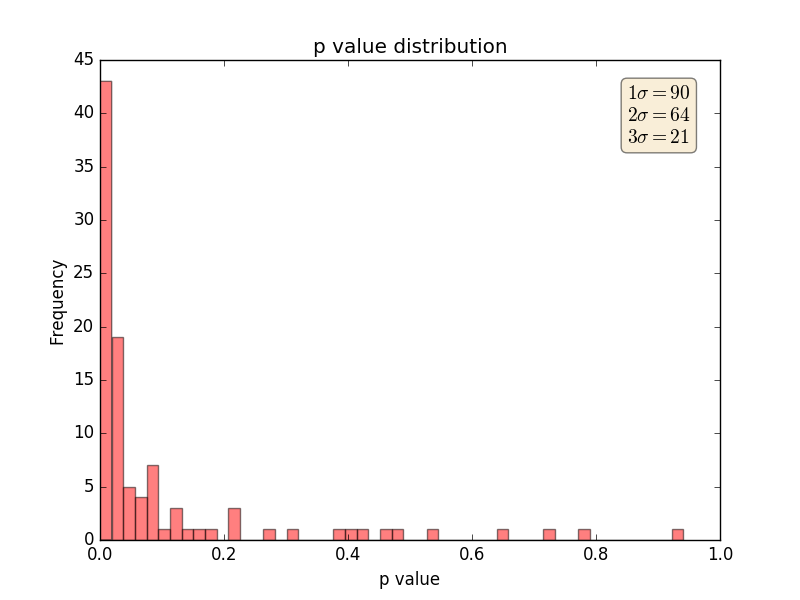 p value distribution
1σ = 90
2σ = 64
3σ = 21
45
40
35
30
25
20
15
10
5
0
Frequency
0.0 0.2 0.4 0.6 0.8 1.0
p value